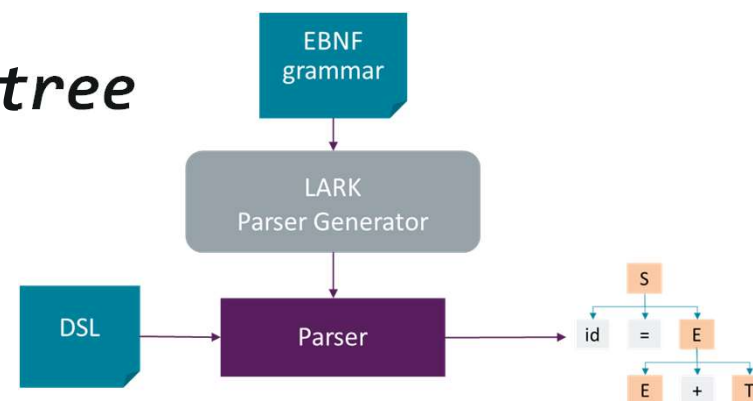 tree
EBNF
grammar
LARK
Parser Generator
DSL
Parser
S
id = E
E + T